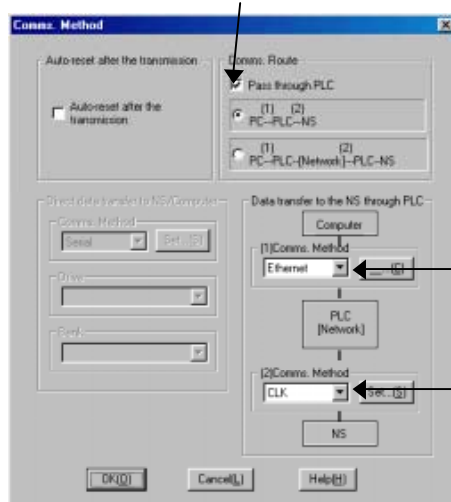 Comms. Method
Auto-reset after the transmission
Auto-reset after the
transmission
Comms. Route
Pass through PLC
(1) (2)
PC--PLC--NS
(1) (2)
PC--PLC-[Network]--PLC-NS
Direct data transfer to NS/Computer
Comms. Method
Serial
Set...(S)
Drive
Bank
Data transfer to the NS through PLC
Computer
(1)Comms. Method
Ethernet
...(E)
PLC
[Network]
(2)Comms. Method
CLK
Set...(S)
NS
OK(O)
Cancel(L)
Help(H)